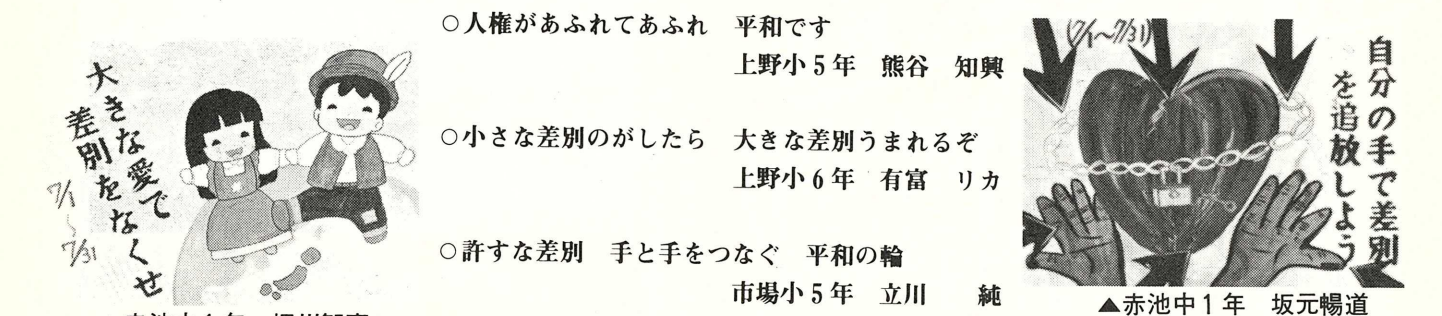 大きな愛で
差別をなくせ
7/1〜7/31
○人権があふれてあふれ　平和です
上野小5年　熊谷　知興
○小さな差別のがしたら　大きな差別うまれるぞ
上野小6年　有富　リカ
○許すな差別　手と手をつなぐ　平和の輪
市場小5年　立川　純
(7/1〜7/31)
自分の手で差別
を追放しよう
▲赤池中1年　坂元暢道